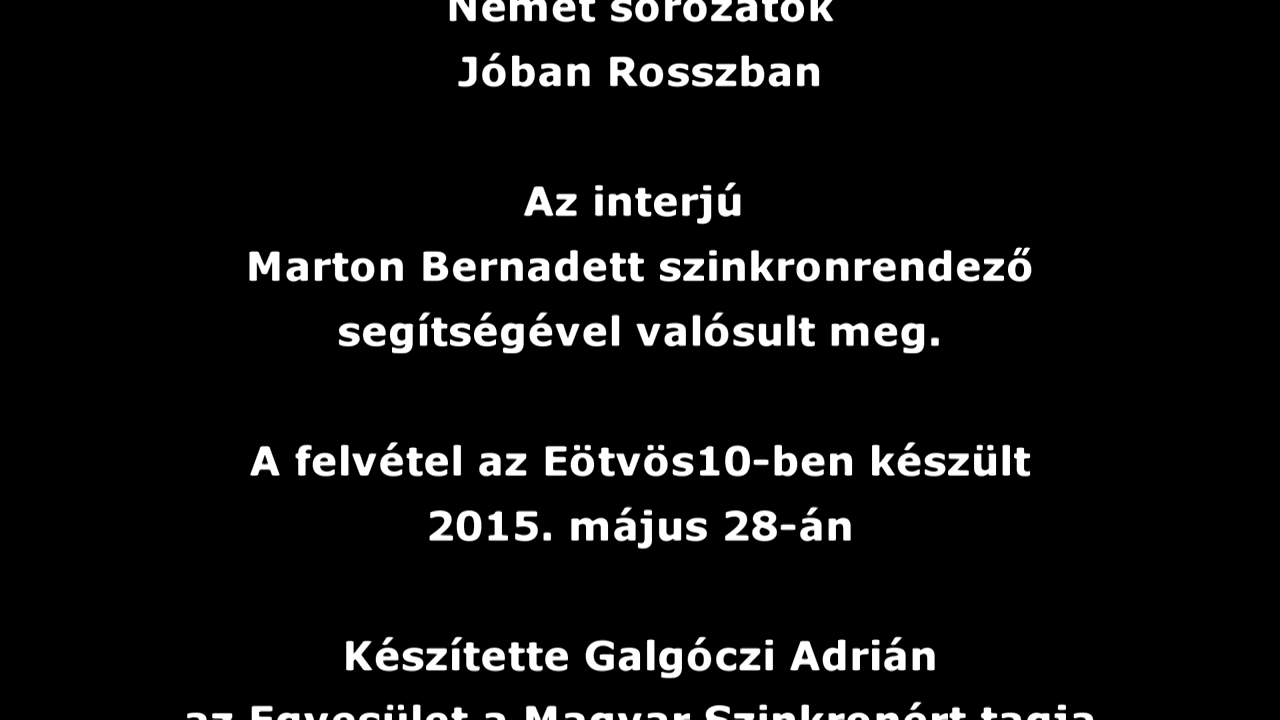 Német sorozatok
Jóban Rosszban
Az interjú
Marton Bernadett szinkronrendező
segítségével valósult meg.
A felvétel az Eötvös10-ben készült
2015. május 28-án
Készítette Galgóczi Adrián
az Egyesület a Magyar Szinkronért tagja